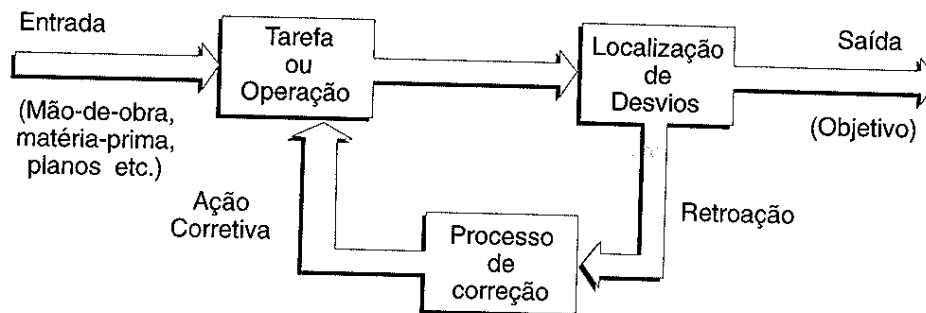 Entrada
(Mão-de-obra,
matéria-prima,
planos etc.)
Tarefa
ou
Operação
Localização
de
Desvios
Saída
(Objetivo)
Retroação
Processo
de
correção
Ação
Corretiva